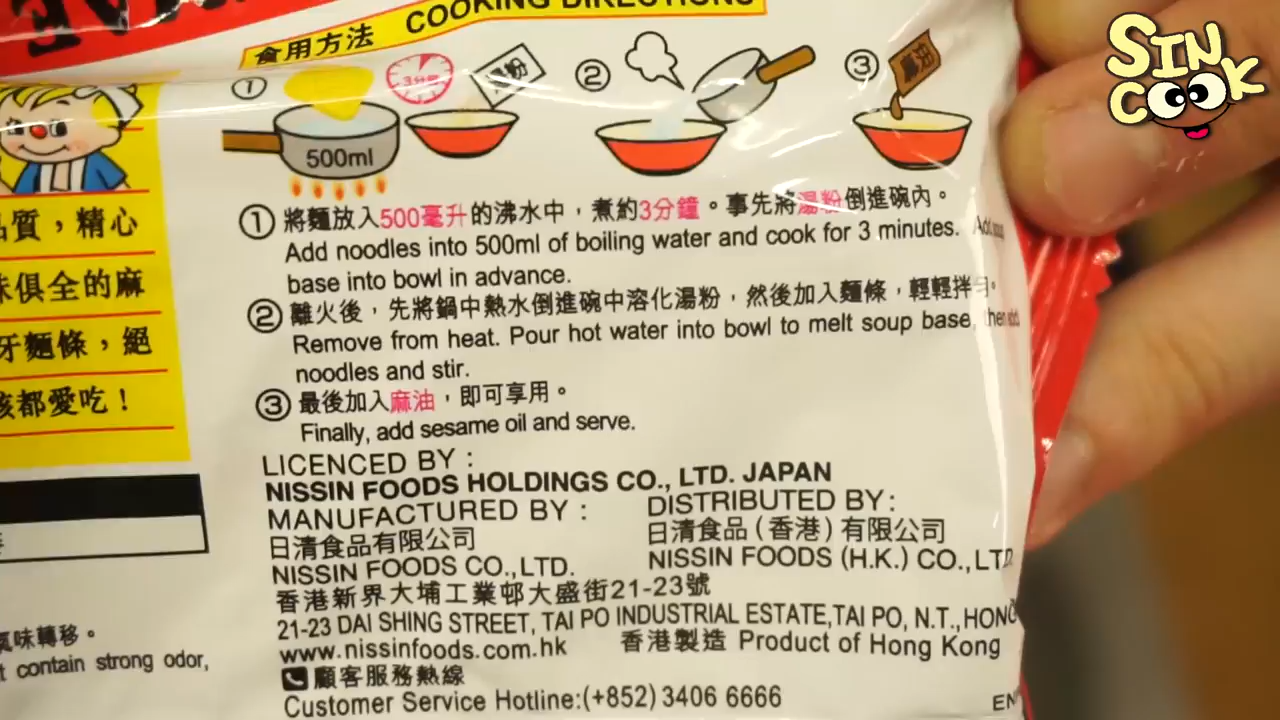 SIN COOK
食用方法 COOKING DIRECTIONS
① 3分鐘 湯粉 ② ③
500ml
① 將麵放入500毫升的沸水中，煮約3分鐘。事先將湯粉倒進碗內。
Add noodles into 500ml of boiling water and cook for 3 minutes. Add
base into bowl in advance.
② 離火後，先將鍋中熱水倒進碗中溶化湯粉，然後加入麵條，輕輕拌
Remove from heat. Pour hot water into bowl to melt soup base, then
noodles and stir.
③ 最後加入麻油，即可享用。
Finally, add sesame oil and serve.
質，精心
俱全的麻
牙麵條，絕
都愛吃！
LICENCED BY :
NISSIN FOODS HOLDINGS CO., LTD. JAPAN
MANUFACTURED BY : DISTRIBUTED BY :
日清食品有限公司 日清食品(香港)有限公司
NISSIN FOODS CO., LTD. NISSIN FOODS (H.K.) CO., LTD
香港新界大埔工業邨大盛街21-23號
21-23 DAI SHING STREET, TAI PO INDUSTRIAL ESTATE, TAI PO, N.T., HONG
www.nissinfoods.com.hk 香港製造 Product of Hong Kong
顧客服務熱線
Customer Service Hotline:(+852) 3406 6666
味轉移。
contain strong odor,